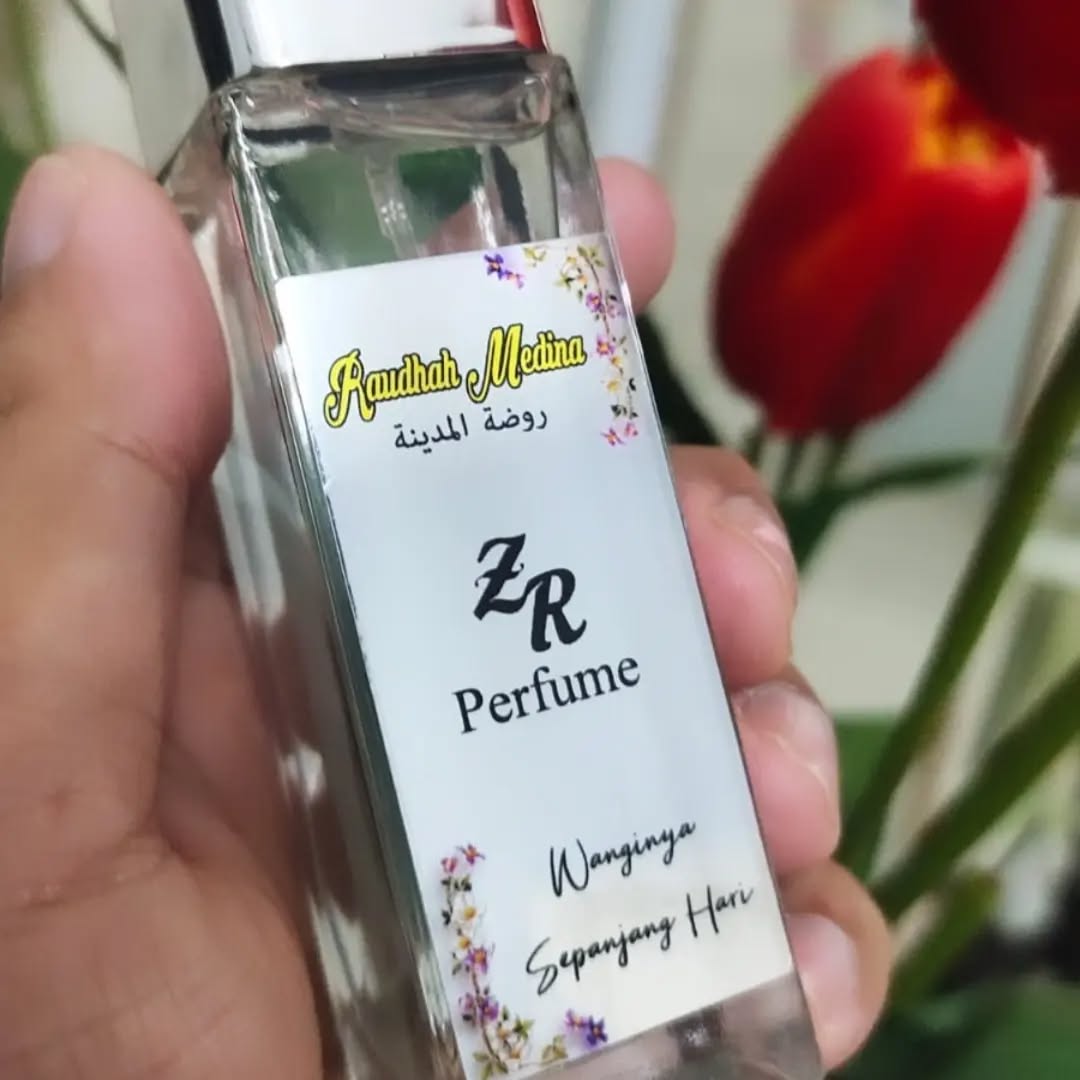 Raudhah Medina
روضة المدينة
ZR
Perfume
Wanginya
Sepanjang Hari